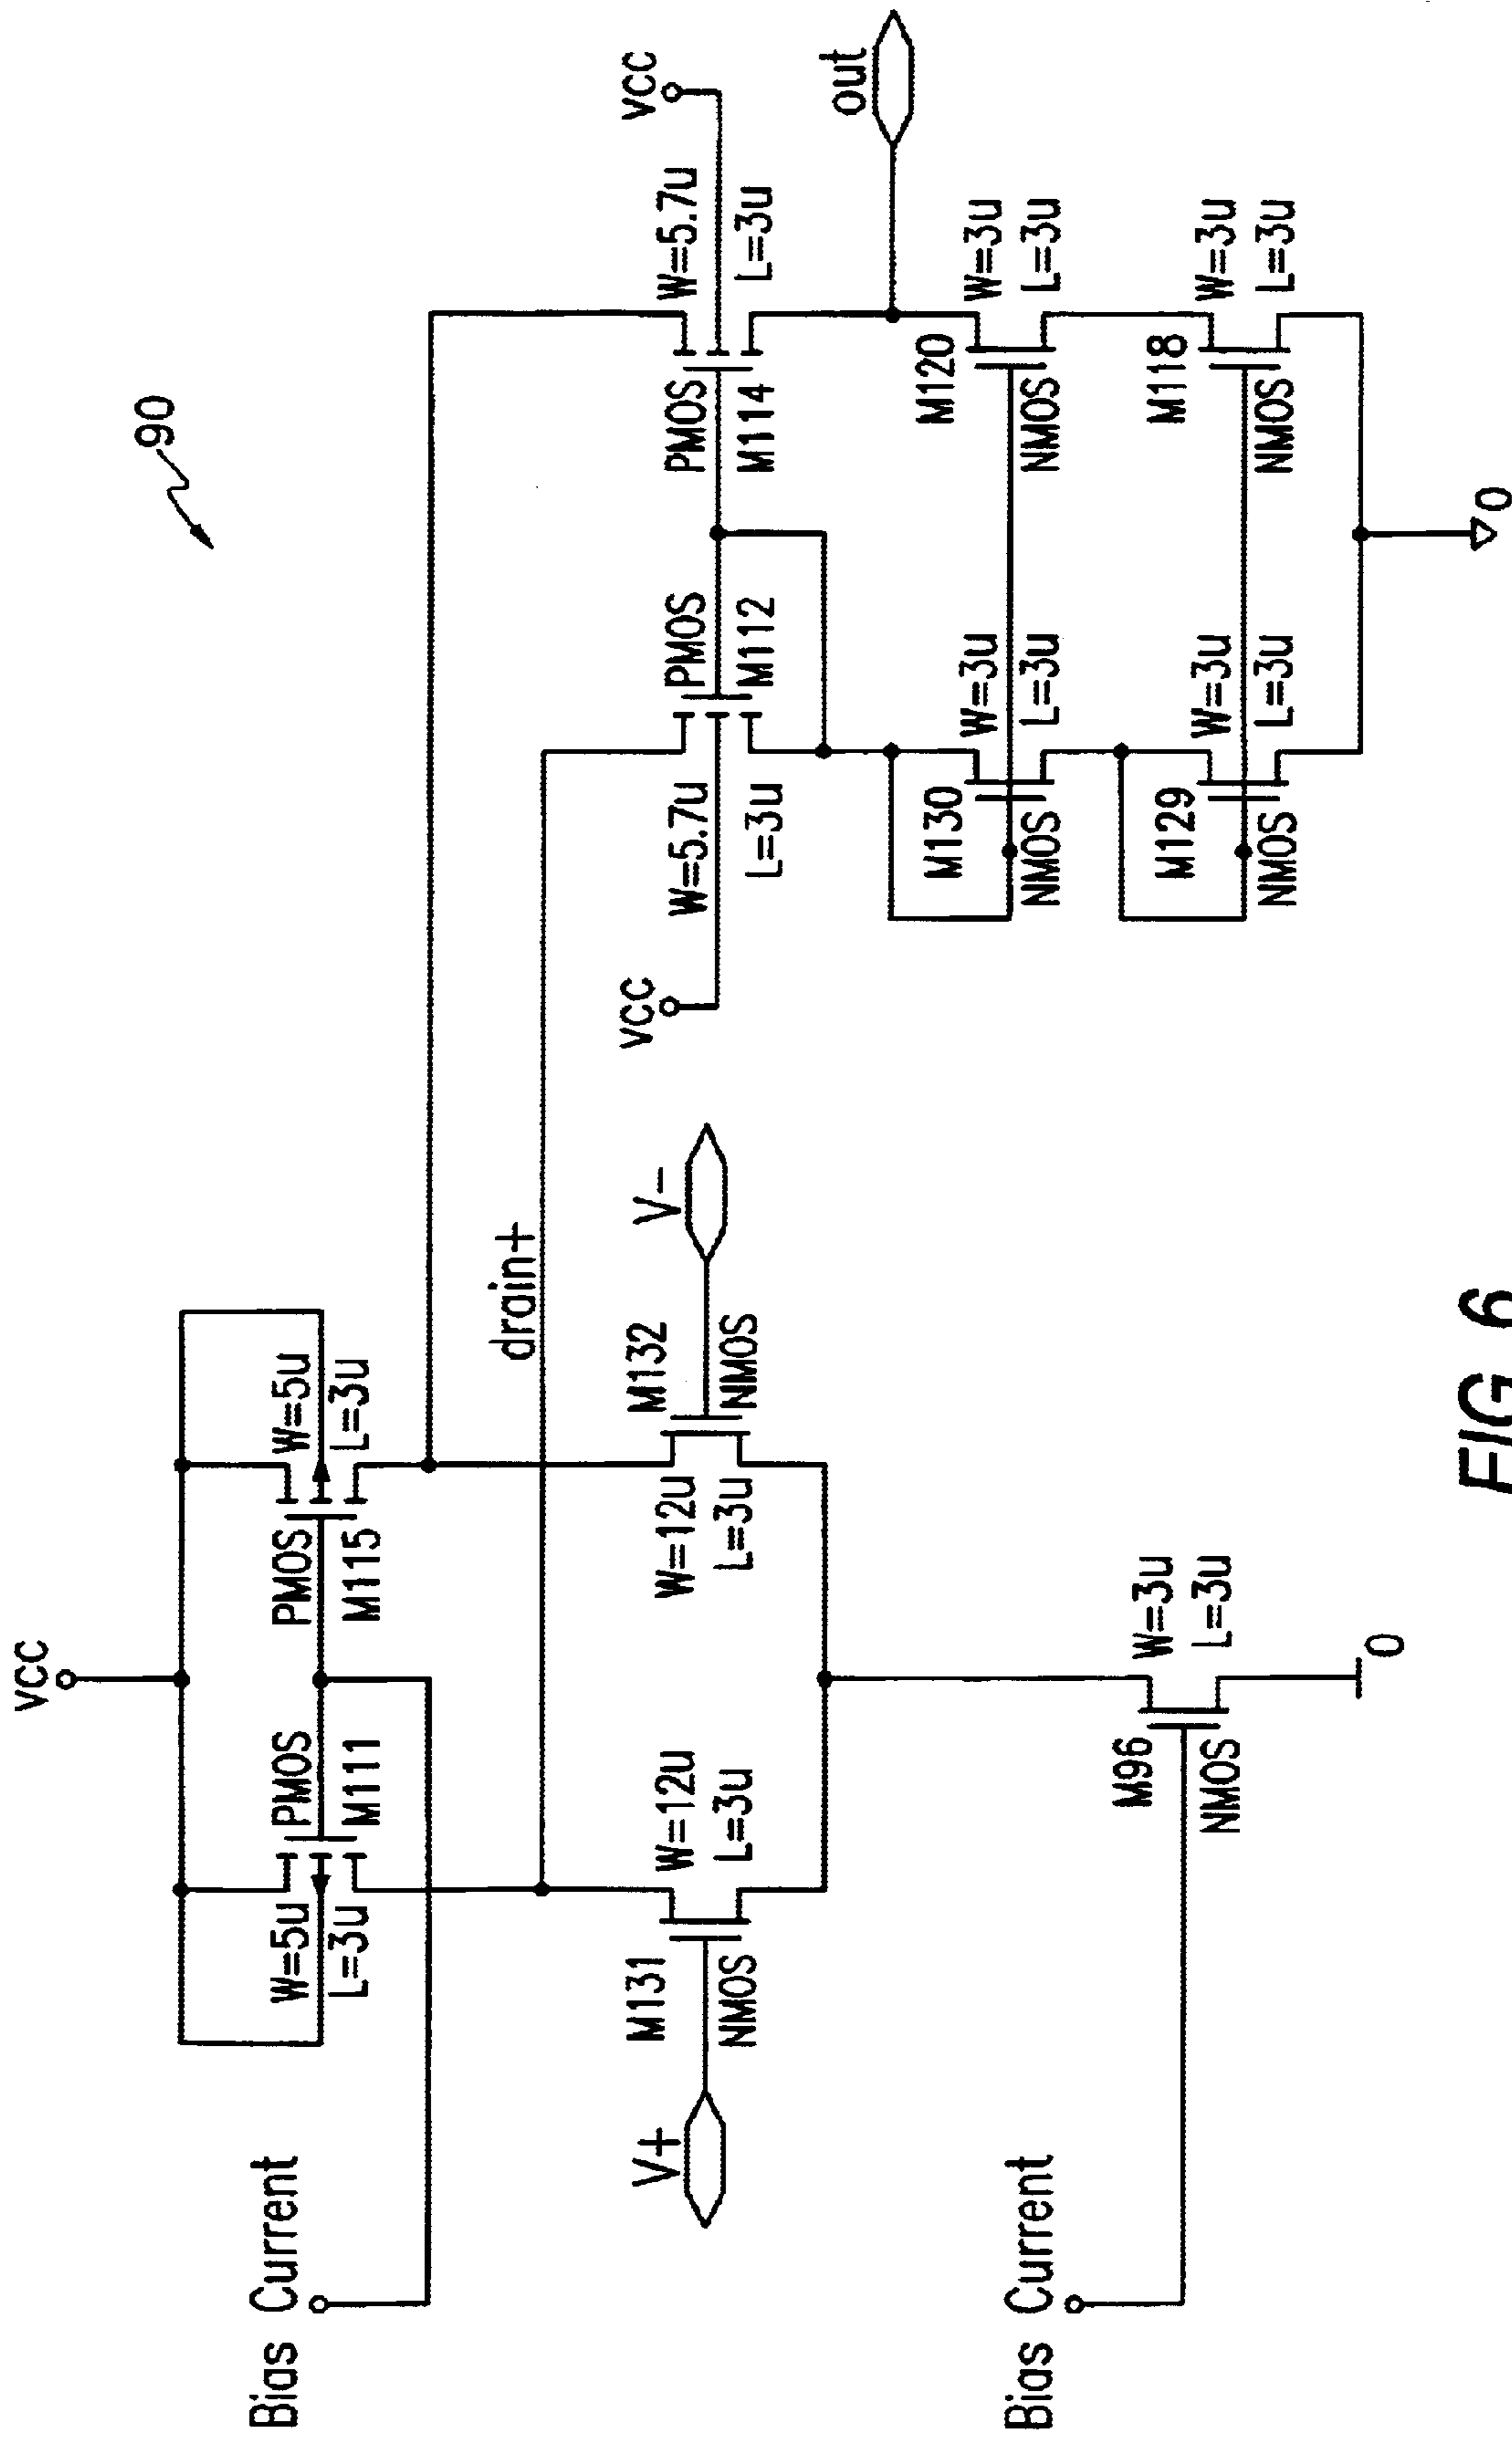 90
VCC
Bias Current
PMOS
M111
W=5u
L=3u
PMOS
M115
W=5u
L=3u
drain+
V+
M131
NMOS
W=12u
L=3u
W=12u
L=3u
M132
NMOS
V-
Bias Current
M96
NMOS
W=3u
L=3u
0
VCC
W=5.7u
L=3u
PMOS
M112
PMOS
M114
W=5.7u
L=3u
VCC
out
M130
NMOS
W=3u
L=3u
M120
NMOS
W=3u
L=3u
M129
NMOS
W=3u
L=3u
M118
NMOS
W=3u
L=3u
0
FIG. 6